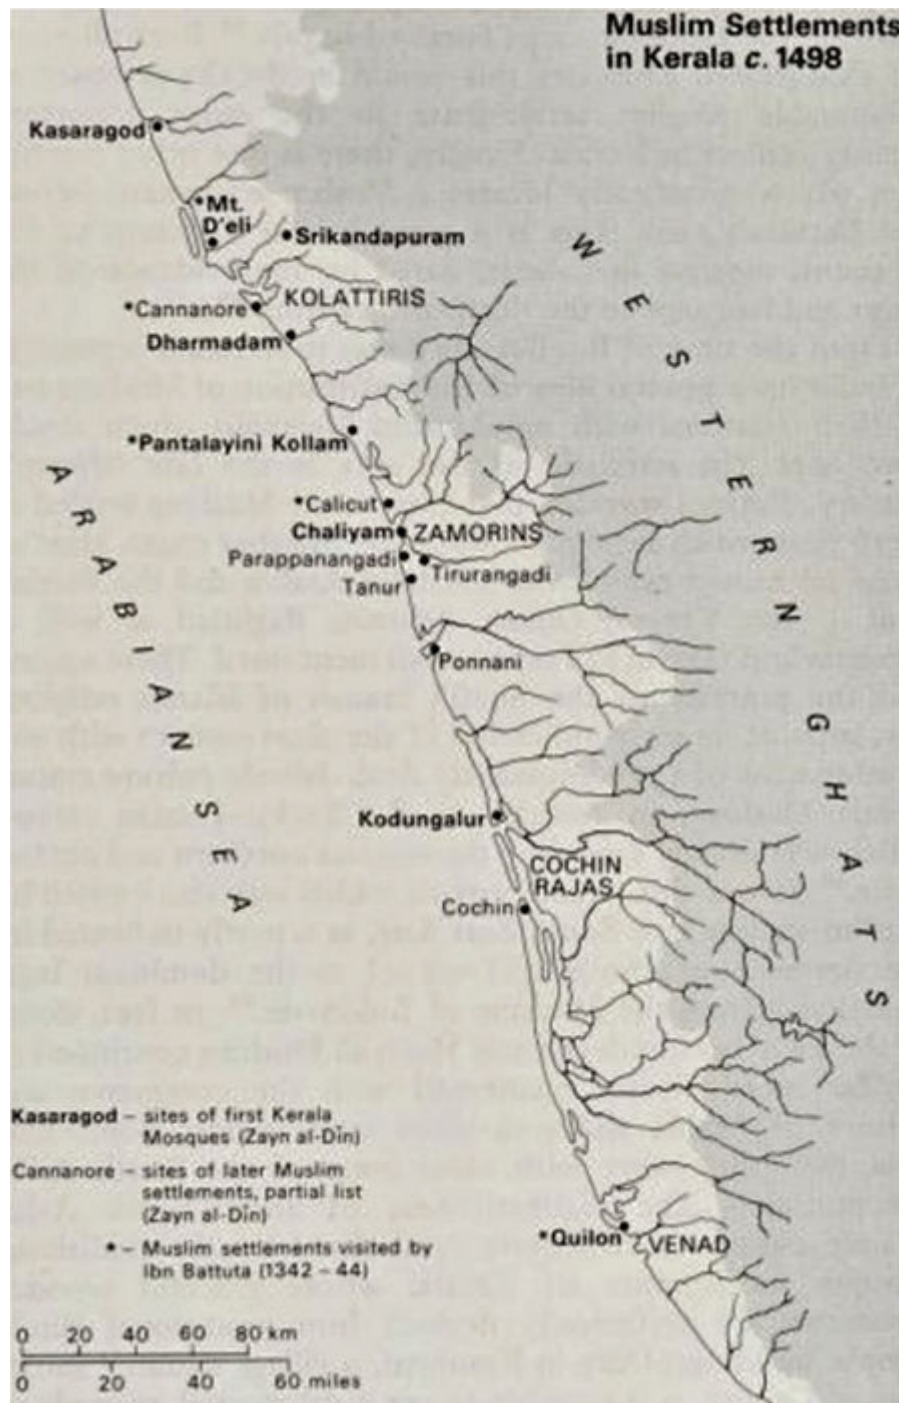 Muslim Settlements
in Kerala c. 1498
Kasaragod
*Mt.
D'eli
Srikandapuram
*Cannanore
KOLATTIRIS
Dharmadam
*Pantalayini Kollam
*Calicut
Chaliyam
ZAMORINS
Parappanangadi
Tirurangadi
Tanur
Ponnani
Kodungalur
COCHIN
RAJAS
Cochin
*Quilon
VENAD
WESTERN GHATS
ARABIAN SEA
Kasaragod – sites of first Kerala
Mosques (Zayn al-Dīn)
Cannanore – sites of later Muslim
settlements, partial list
(Zayn al-Dīn)
* – Muslim settlements visited by
Ibn Battuta (1342 – 44)
0 20 40 60 80 km
0 20 40 60 miles